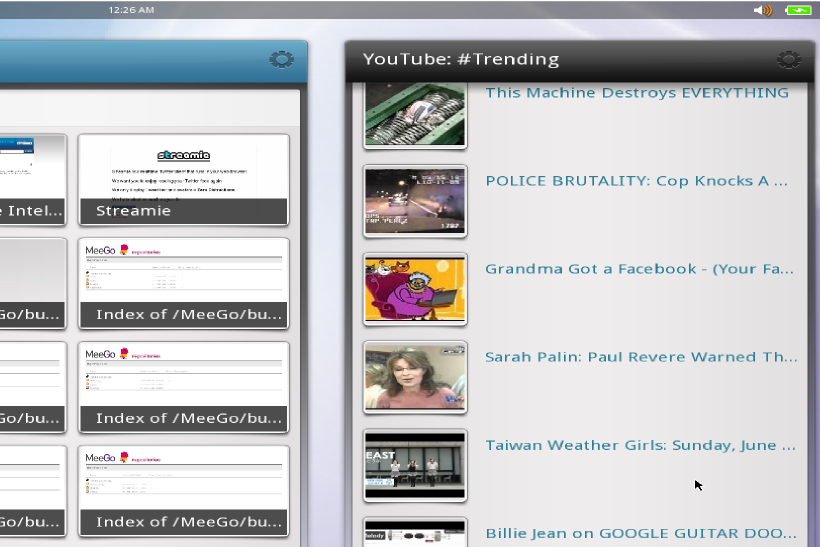 12:26 AM
YouTube: #Trending
streamie
Intel...
Streamie
MeeGo
Go/bu...
Index of /MeeGo/bu...
MeeGo
Go/bu...
Index of /MeeGo/bu...
MeeGo
Go/bu...
Index of /MeeGo/bu...
This Machine Destroys EVERYTHING
POLICE BRUTALITY: Cop Knocks A ...
Grandma Got a Facebook - (Your Fa...
Sarah Palin: Paul Revere Warned Th...
EAST
Taiwan Weather Girls: Sunday, June ...
Billie Jean on GOOGLE GUITAR DOO...